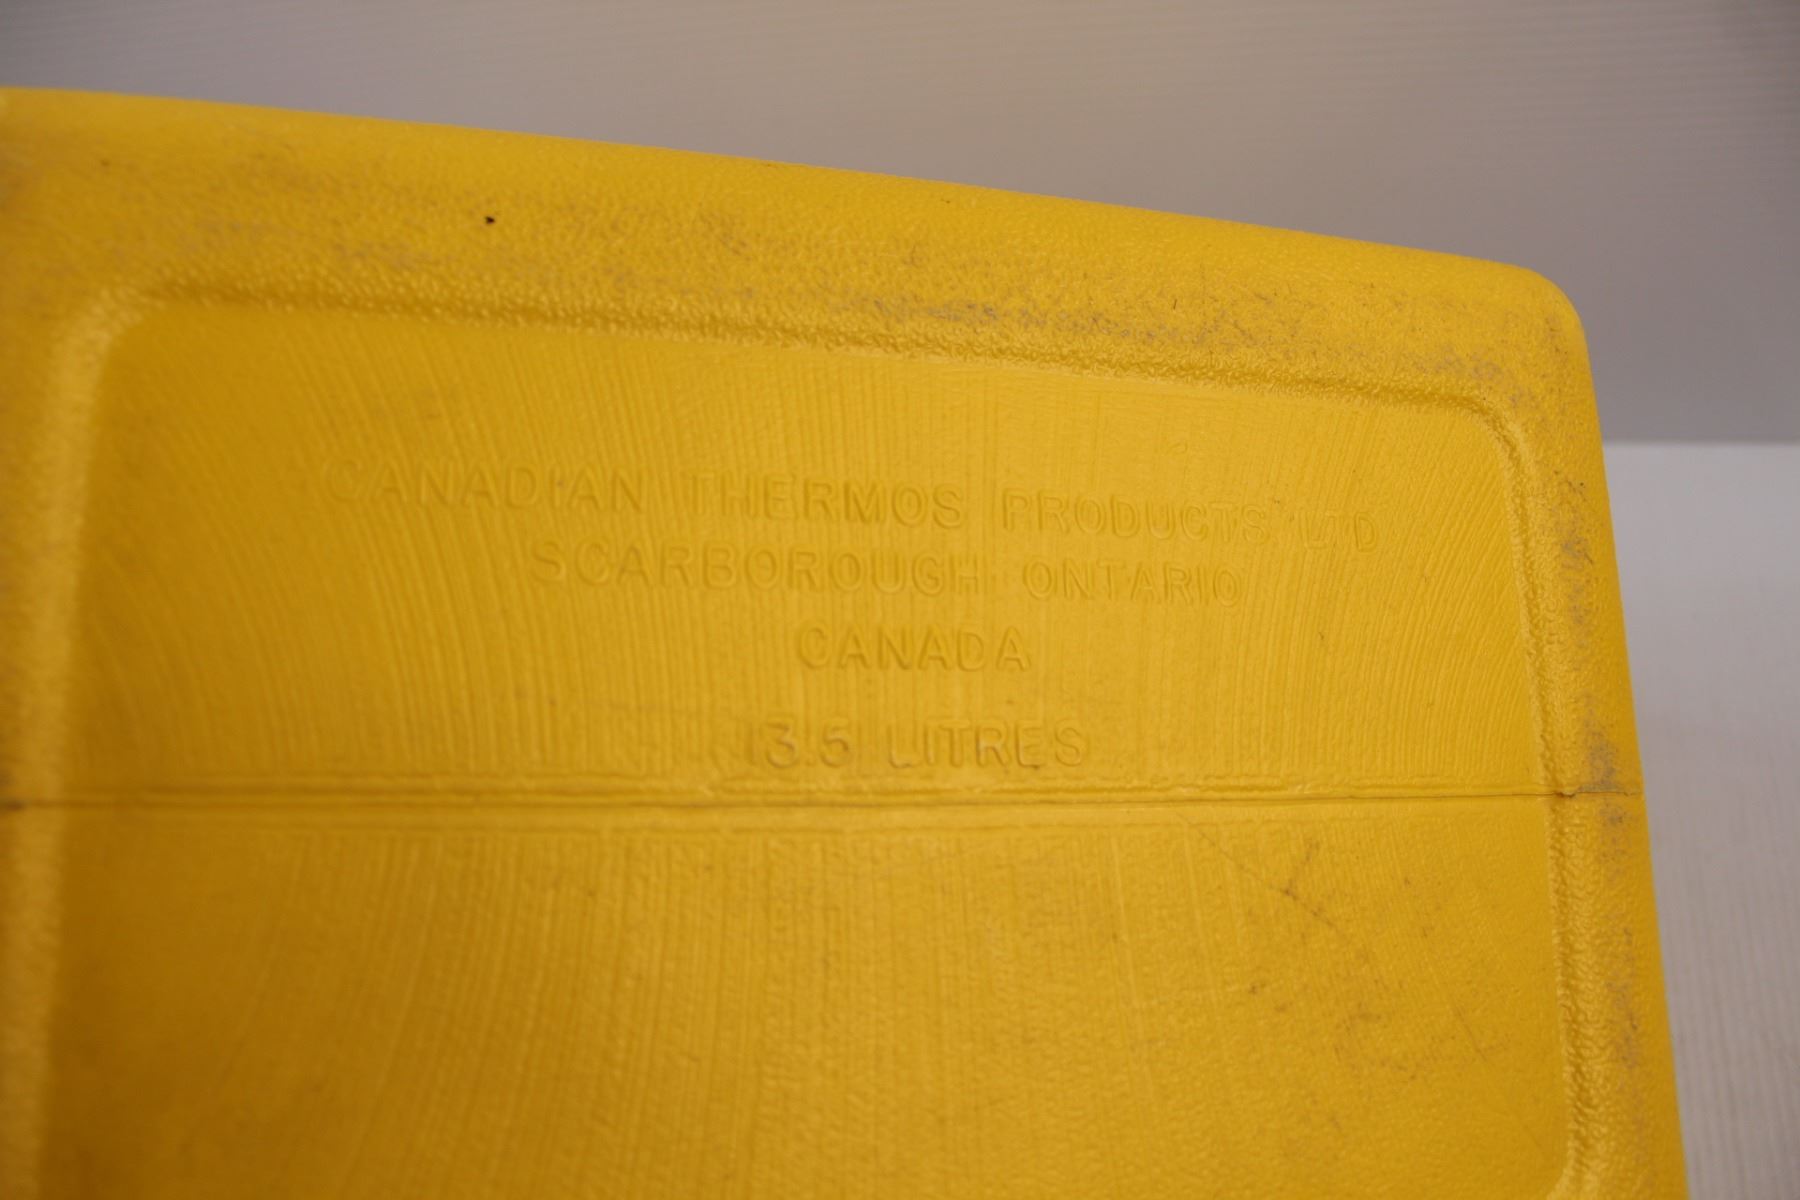 CANADIAN THERMOS PRODUCTS LTD
SCARBOROUGH ONTARIO
CANADA
13.5 LITRES